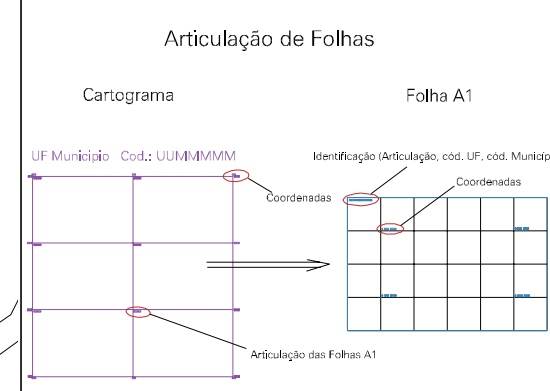 Articulação de Folhas
Cartograma
Folha A1
UF Municipio Cod.: UUMMMMM
Identificação (Articulação, cód. UF, cód. Municíp
Coordenadas
Coordenadas
Articulação das Folhas A1